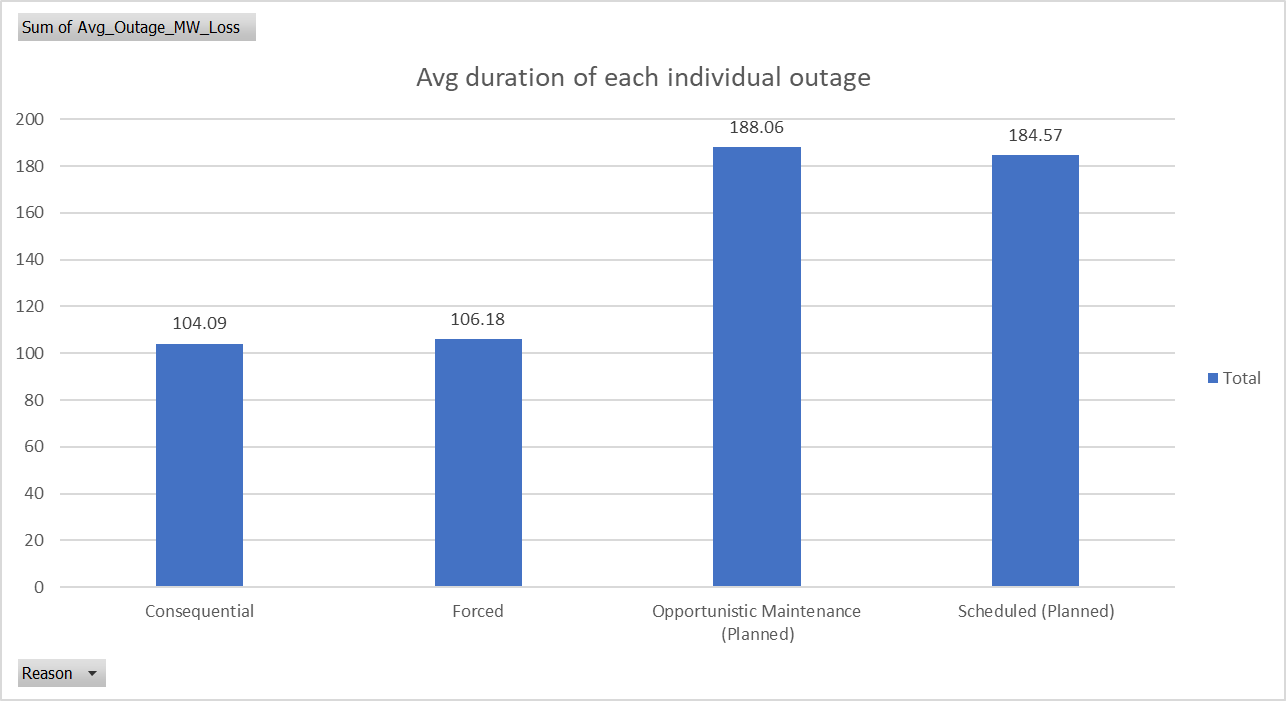 Sum of Avg_Outage_MW_Loss
Avg duration of each individual outage
200
180
160
140
120
100
80
60
40
20
0
104.09
106.18
188.06
184.57
Consequential
Forced
Opportunistic Maintenance
(Planned)
Scheduled (Planned)
Total
Reason